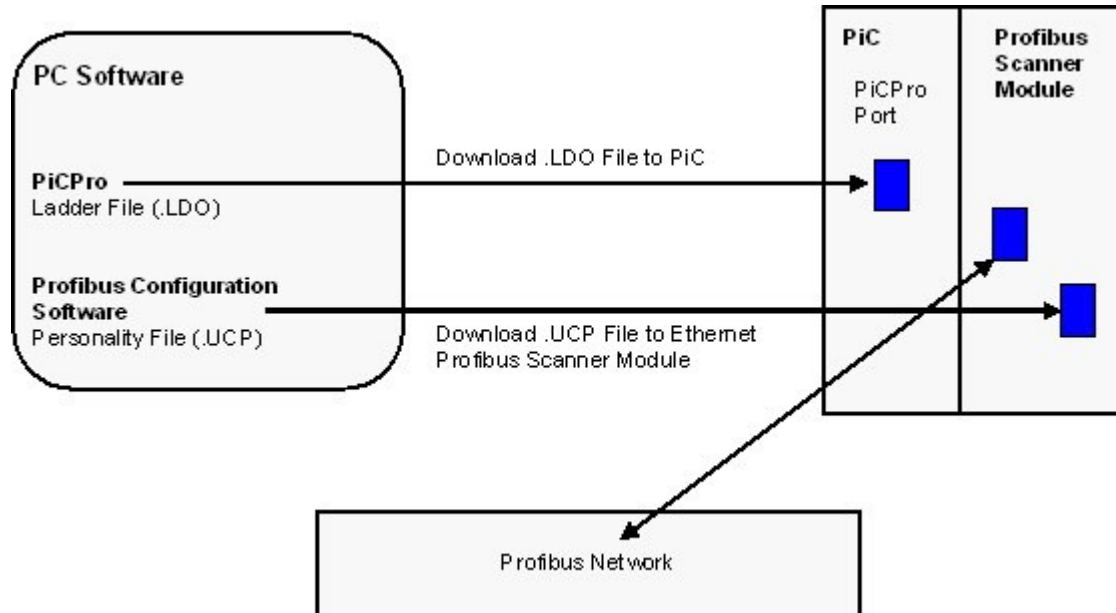 PC Software
PiCPro
Ladder File (.LDO)
Profibus Configuration
Software
Personality File (.UCP)
Download .LDO File to PiC
Download .UCP File to Ethernet
Profibus Scanner Module
PiC
PiCPro
Port
Profibus
Scanner
Module
Profibus Network